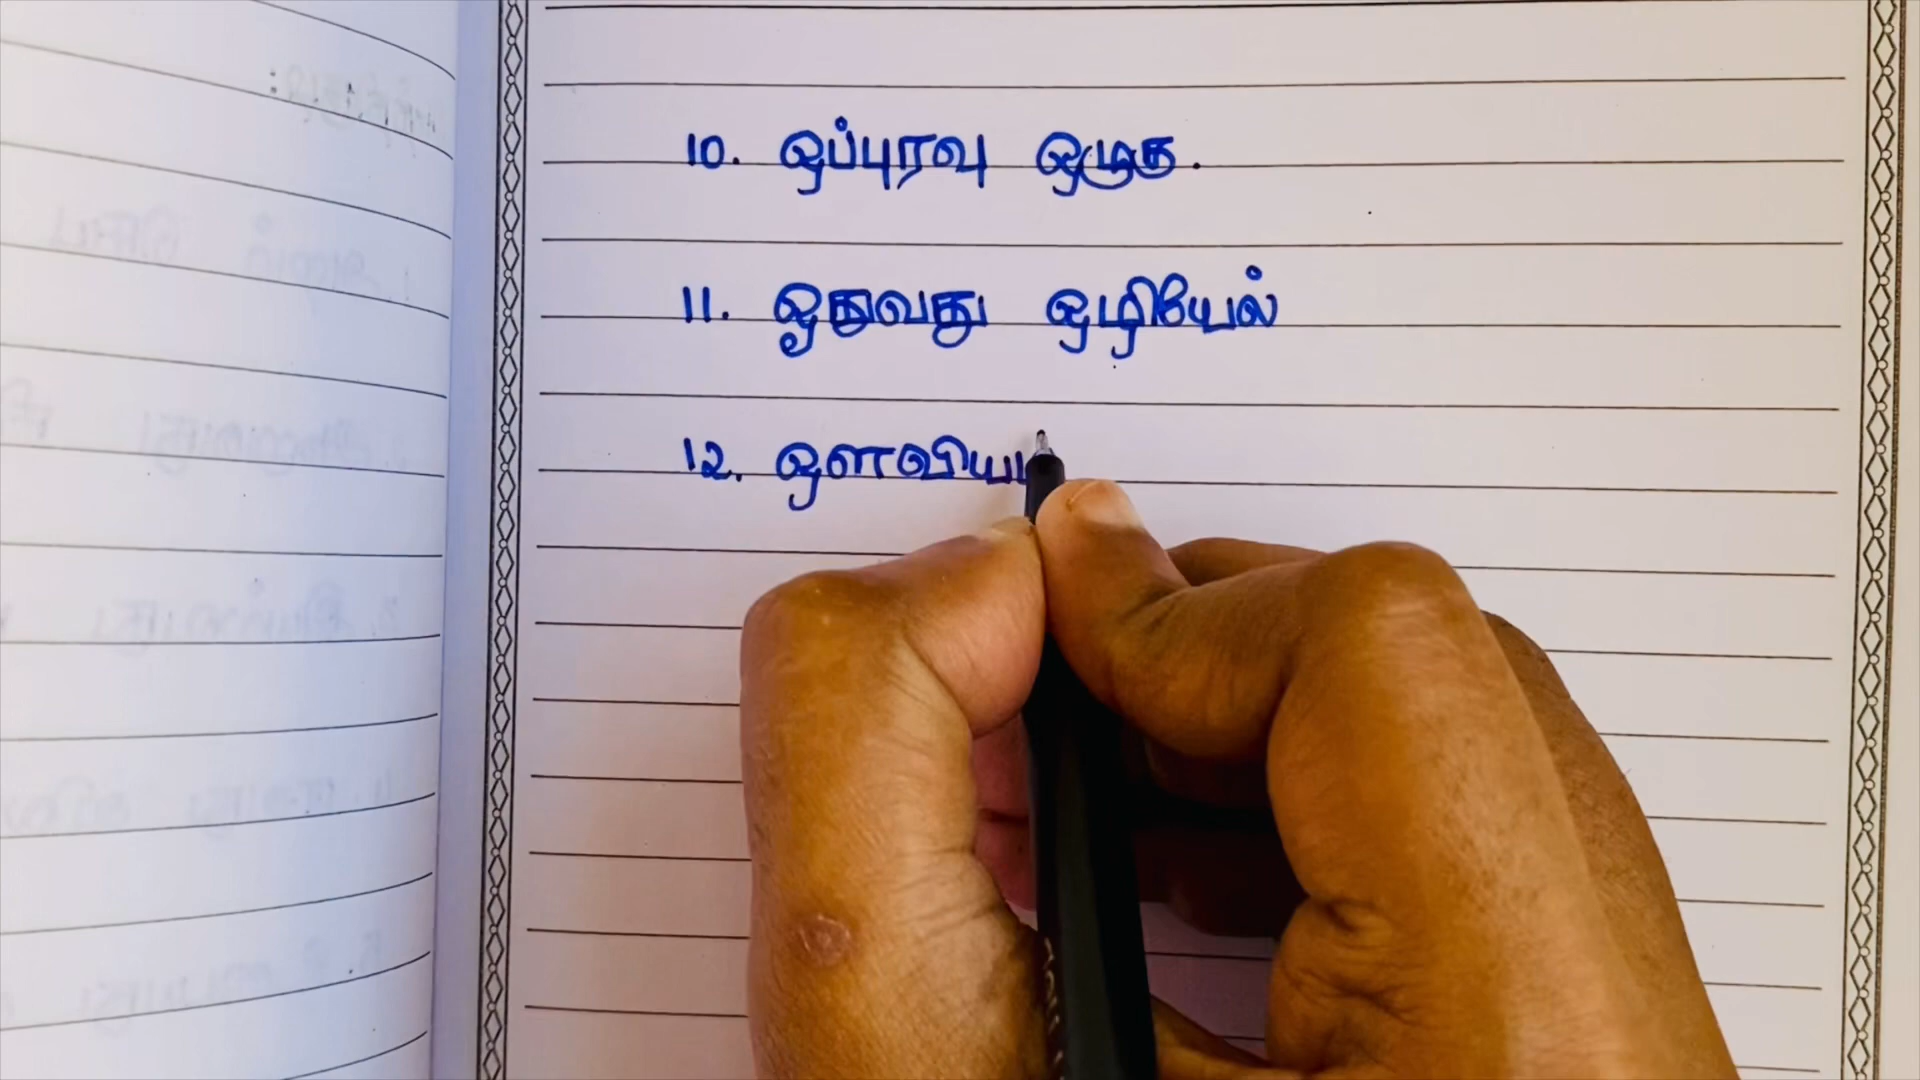 10. ஒப்புரவு ஒழுகு.
11. ஓதுவது ஒழியேல்
12. ஔவிய